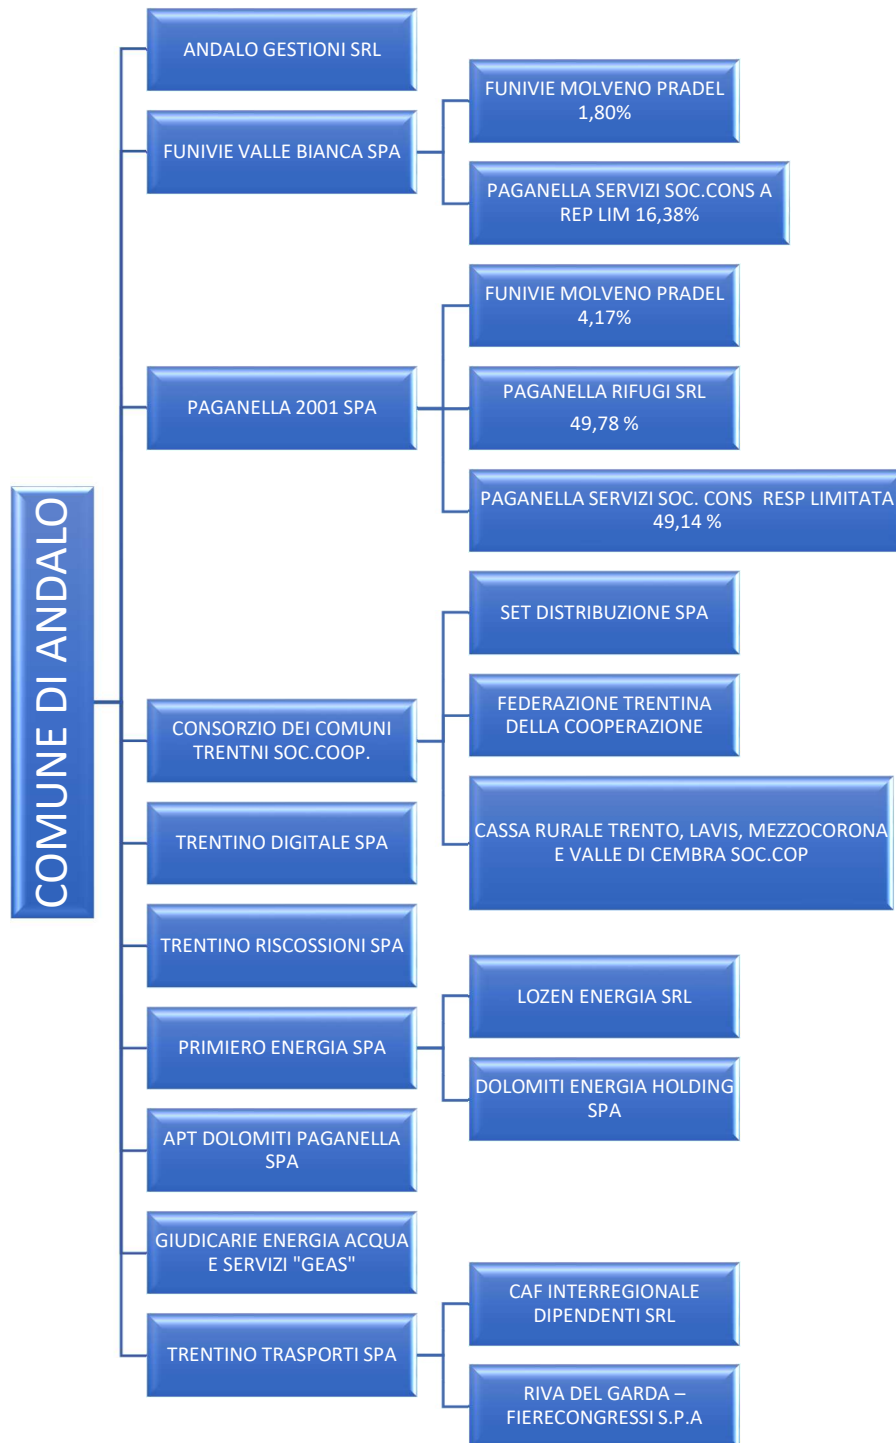 COMUNE DI ANDALO
ANDALO GESTIONI SRL
FUNIVIE VALLE BIANCA SPA
FUNIVIE MOLVENO PRADEL
1,80%
PAGANELLA SERVIZI SOC.CONS A
REP LIM 16,38%
PAGANELLA 2001 SPA
FUNIVIE MOLVENO PRADEL
4,17%
PAGANELLA RIFUGI SRL
49,78 %
PAGANELLA SERVIZI SOC. CONS  RESP LIMITATA
49,14 %
CONSORZIO DEI COMUNI
TRENTNI SOC.COOP.
SET DISTRIBUZIONE SPA
FEDERAZIONE TRENTINA
DELLA COOPERAZIONE
CASSA RURALE TRENTO, LAVIS, MEZZOCORONA
E VALLE DI CEMBRA SOC.COP
TRENTINO DIGITALE SPA
TRENTINO RISCOSSIONI SPA
PRIMIERO ENERGIA SPA
LOZEN ENERGIA SRL
DOLOMITI ENERGIA HOLDING
SPA
APT DOLOMITI PAGANELLA
SPA
GIUDICARIE ENERGIA ACQUA
E SERVIZI "GEAS"
TRENTINO TRASPORTI SPA
CAF INTERREGIONALE
DIPENDENTI SRL
RIVA DEL GARDA –
FIERECONGRESSI S.P.A